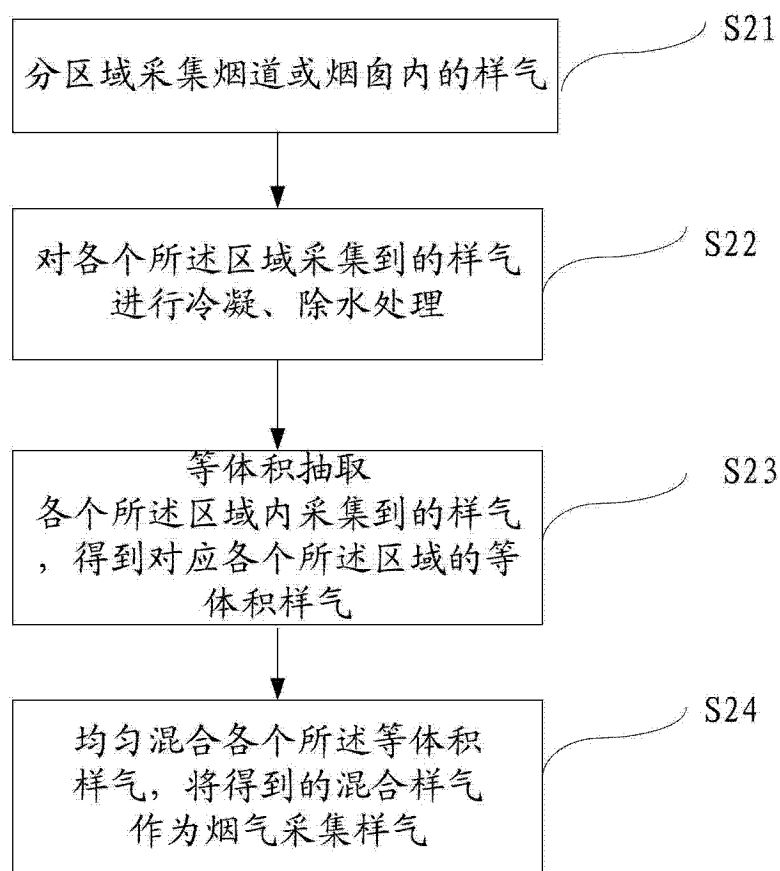 分区域采集烟道或烟囱内的样气
S21
对各个所述区域采集到的样气
进行冷凝、除水处理
S22
等体积抽取
各个所述区域内采集到的样气
,得到对应各个所述区域的等
体积样气
S23
均匀混合各个所述等体积
样气,将得到的混合样气
作为烟气采集样气
S24